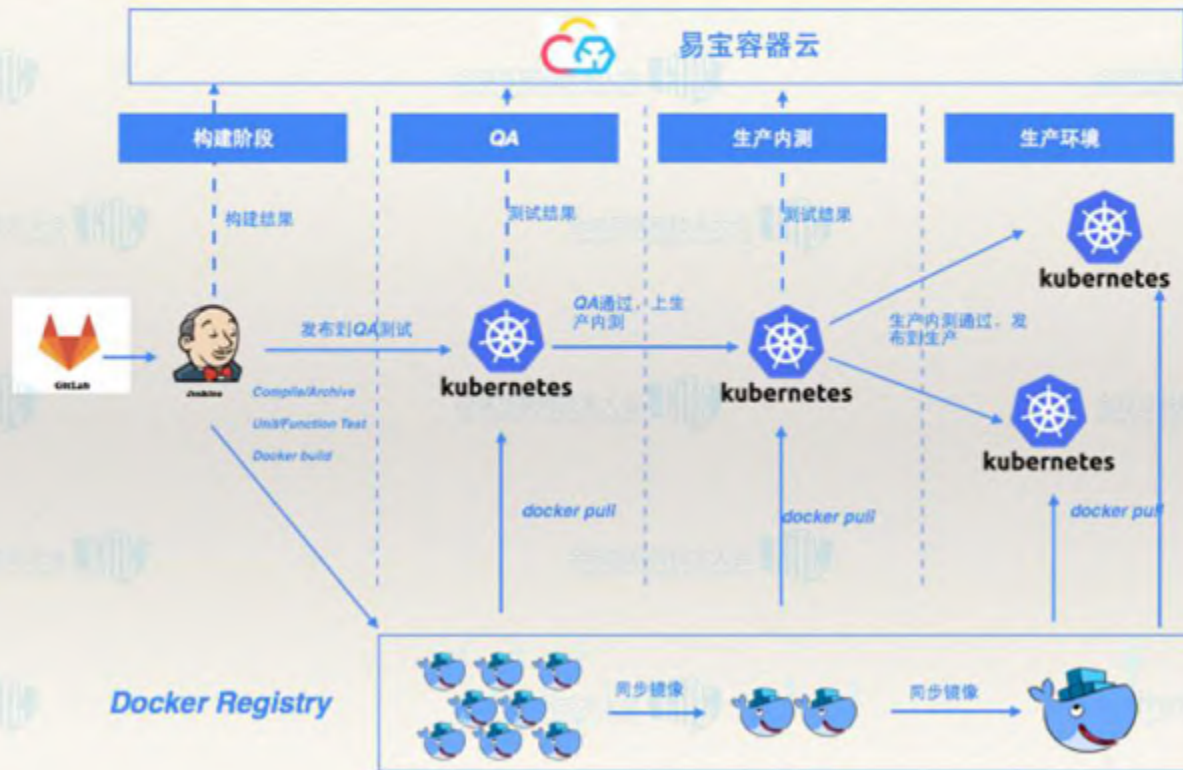 易宝容器云
构建阶段
QA
生产内测
生产环境
构建结果
测试结果
测试结果
kubernetes
QA通过，上生
产内测
生产内测通过，发
布到生产
发布到QA测试
GitLab
Jenkins
kubernetes
kubernetes
kubernetes
Compile/Archive
Unit/Function Test
Docker build
docker pull
docker pull
docker pull
Docker Registry
同步镜像
同步镜像